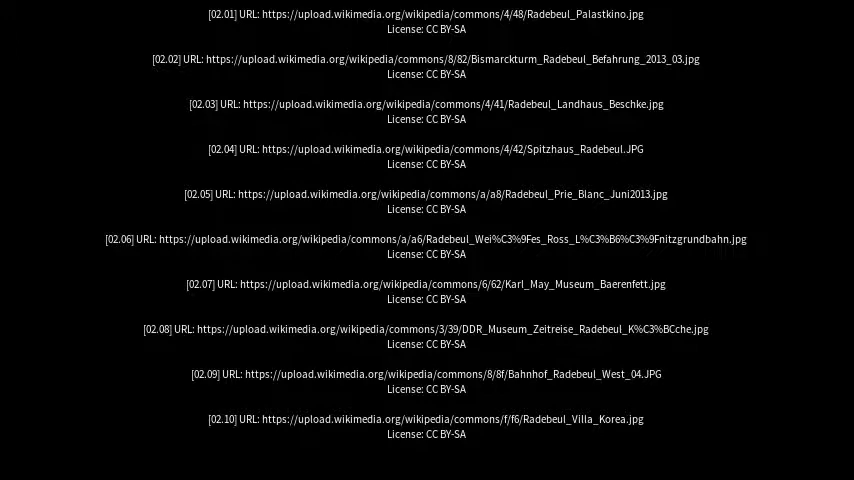 [02.01] URL: https://upload.wikimedia.org/wikipedia/commons/4/48/Radebeul_Palastkino.jpg
License: CC BY-SA
[02.02] URL: https://upload.wikimedia.org/wikipedia/commons/8/82/Bismarckturm_Radebeul_Befahrung_2013_03.jpg
License: CC BY-SA
[02.03] URL: https://upload.wikimedia.org/wikipedia/commons/4/41/Radebeul_Landhaus_Beschke.jpg
License: CC BY-SA
[02.04] URL: https://upload.wikimedia.org/wikipedia/commons/4/42/Spitzhaus_Radebeul.JPG
License: CC BY-SA
[02.05] URL: https://upload.wikimedia.org/wikipedia/commons/a/a8/Radebeul_Prie_Blanc_Juni2013.jpg
License: CC BY-SA
[02.06] URL: https://upload.wikimedia.org/wikipedia/commons/a/a6/Radebeul_Wei%C3%9Fes_Ross_L%C3%B6%C3%9Fnitzgrundbahn.jpg
License: CC BY-SA
[02.07] URL: https://upload.wikimedia.org/wikipedia/commons/6/62/Karl_May_Museum_Baerenfett.jpg
License: CC BY-SA
[02.08] URL: https://upload.wikimedia.org/wikipedia/commons/3/39/DDR_Museum_Zeitreise_Radebeul_K%C3%BCche.jpg
License: CC BY-SA
[02.09] URL: https://upload.wikimedia.org/wikipedia/commons/8/8f/Bahnhof_Radebeul_West_04.JPG
License: CC BY-SA
[02.10] URL: https://upload.wikimedia.org/wikipedia/commons/f/f6/Radebeul_Villa_Korea.jpg
License: CC BY-SA